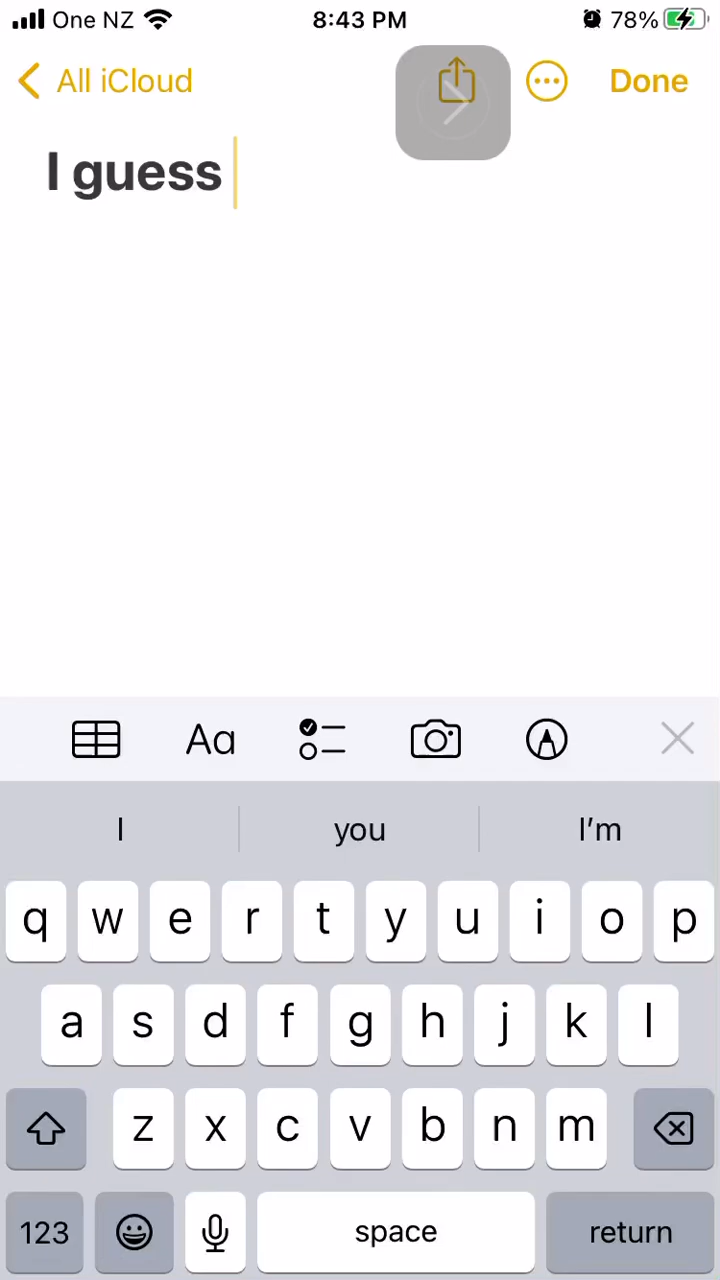 One NZ 8:43 PM 78%
All iCloud Done
I guess
Aa
I you I'm
q w e r t y u i o p
a s d f g h j k l
z x c v b n m
123 space return